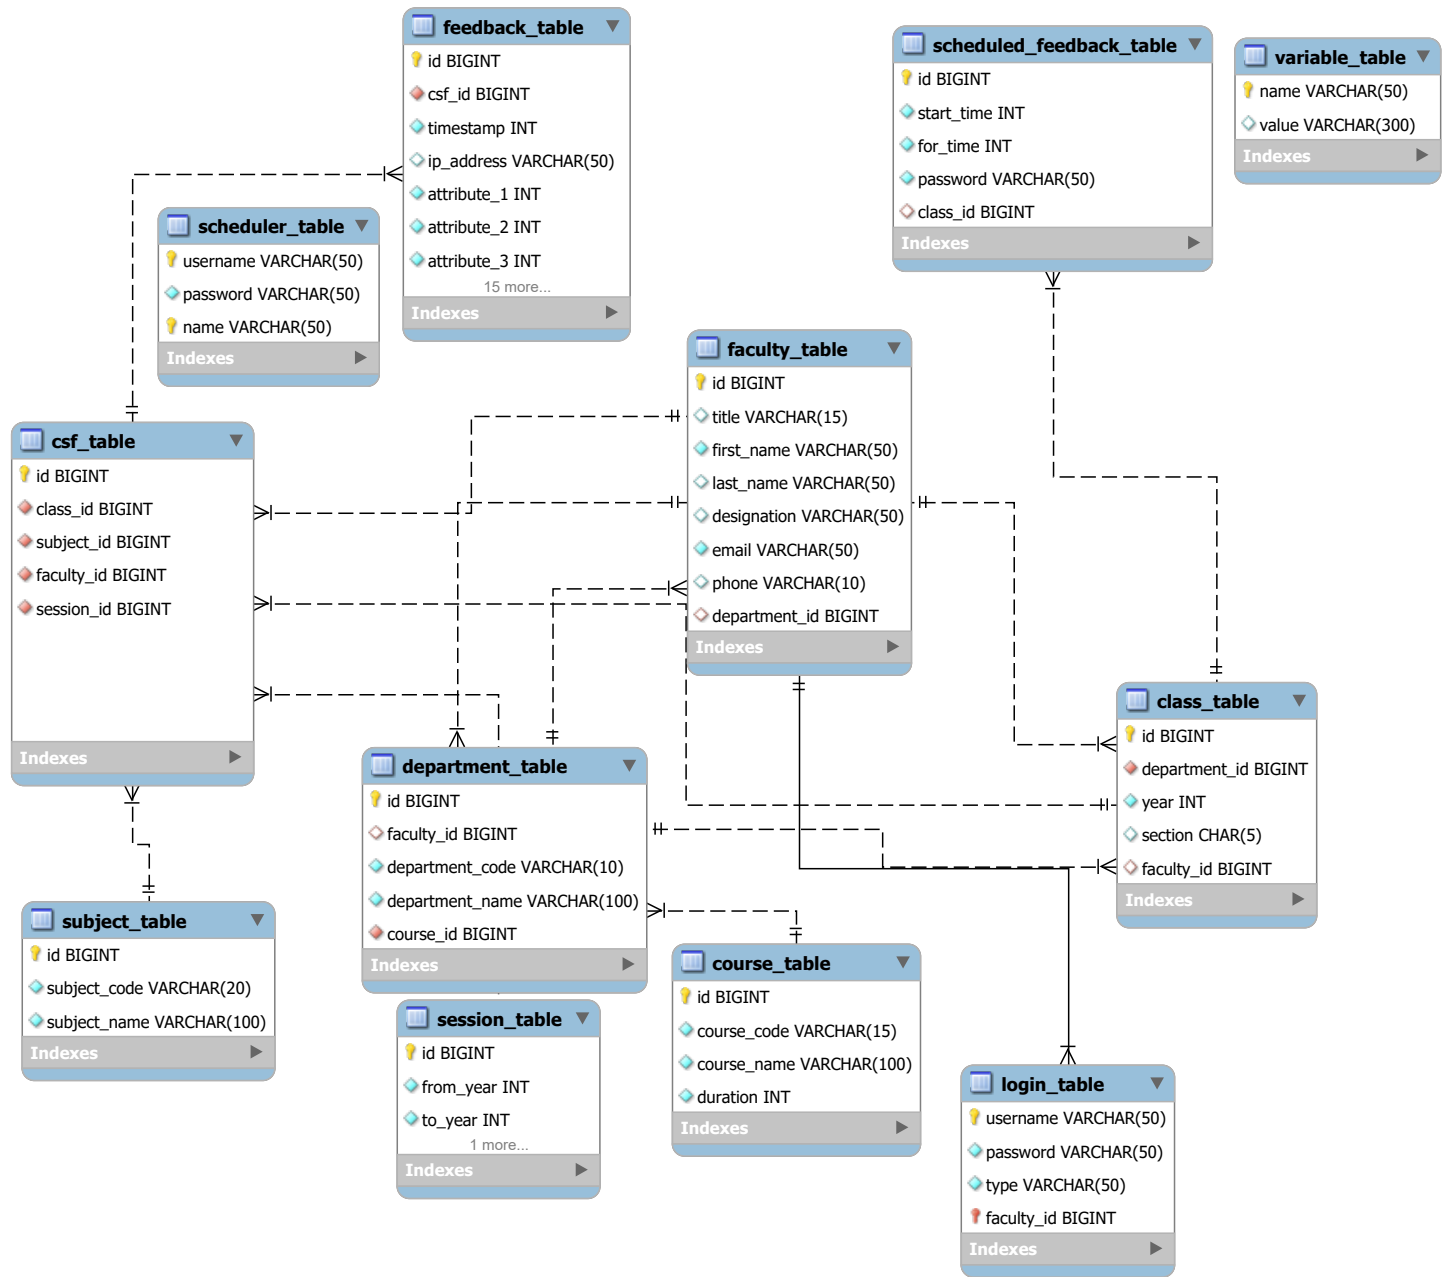 feedback_table
id BIGINT
csf_id BIGINT
timestamp INT
ip_address VARCHAR(50)
attribute_1 INT
attribute_2 INT
attribute_3 INT
15 more...
Indexes
scheduled_feedback_table
id BIGINT
start_time INT
for_time INT
password VARCHAR(50)
class_id BIGINT
Indexes
variable_table
name VARCHAR(50)
value VARCHAR(300)
Indexes
scheduler_table
username VARCHAR(50)
password VARCHAR(50)
name VARCHAR(50)
Indexes
faculty_table
id BIGINT
title VARCHAR(15)
first_name VARCHAR(50)
last_name VARCHAR(50)
designation VARCHAR(50)
email VARCHAR(50)
phone VARCHAR(10)
department_id BIGINT
Indexes
csf_table
id BIGINT
class_id BIGINT
subject_id BIGINT
faculty_id BIGINT
session_id BIGINT
Indexes
class_table
id BIGINT
department_id BIGINT
year INT
section CHAR(5)
faculty_id BIGINT
Indexes
department_table
id BIGINT
faculty_id BIGINT
department_code VARCHAR(10)
department_name VARCHAR(100)
course_id BIGINT
Indexes
subject_table
id BIGINT
subject_code VARCHAR(20)
subject_name VARCHAR(100)
Indexes
course_table
id BIGINT
course_code VARCHAR(15)
course_name VARCHAR(100)
duration INT
Indexes
session_table
id BIGINT
from_year INT
to_year INT
1 more...
Indexes
login_table
username VARCHAR(50)
password VARCHAR(50)
type VARCHAR(50)
faculty_id BIGINT
Indexes